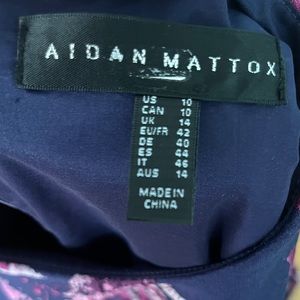 AIDAN MATTOX
US 10
CAN 10
UK 14
EU/FR 42
DE 40
ES 44
IT 46
AUS 14
MADE IN
CHINA